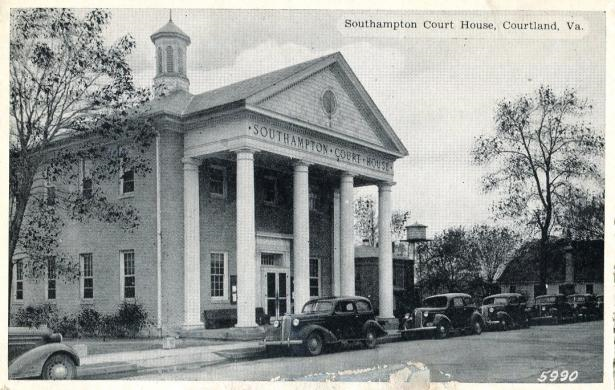 Southampton Court House, Courtland, Va.
·SOUTHAMPTON·COURT·HOUSE·
5990